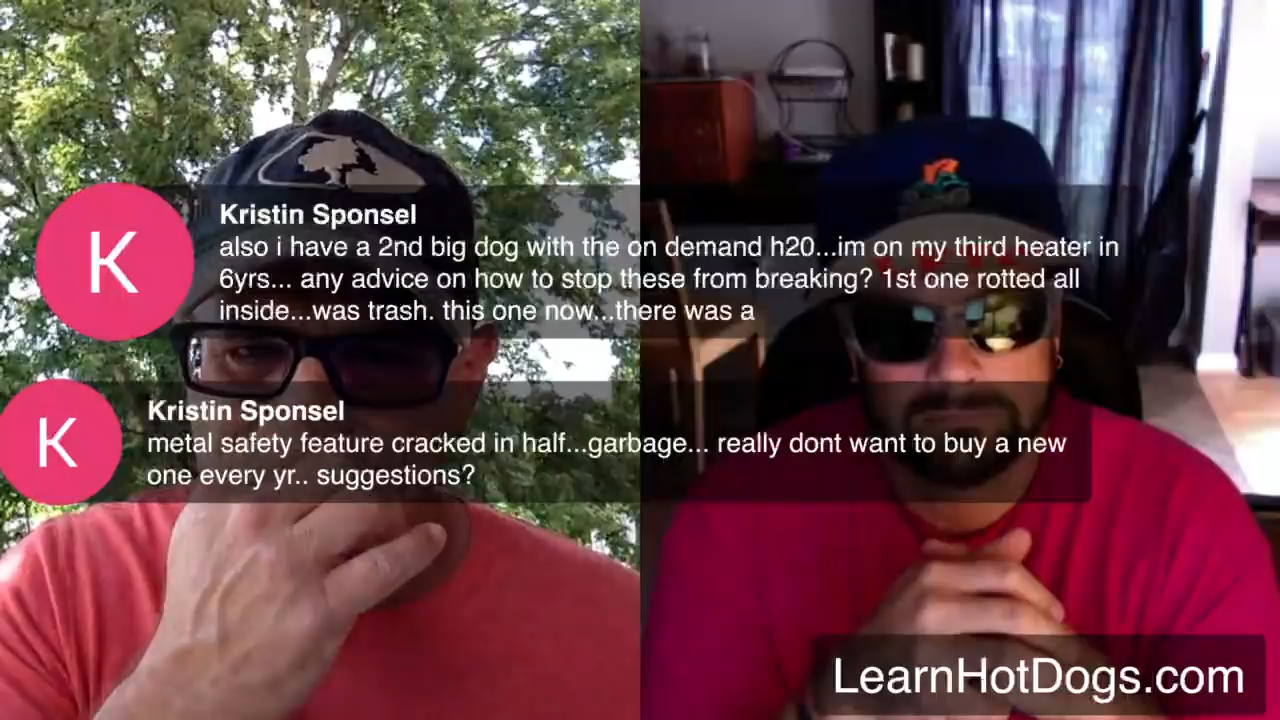 K
Kristin Sponsel
also i have a 2nd big dog with the on demand h20...im on my third heater in
6yrs... any advice on how to stop these from breaking? 1st one rotted all
inside...was trash. this one now...there was a
K
Kristin Sponsel
metal safety feature cracked in half...garbage... really dont want to buy a new
one every yr.. suggestions?
LearnHotDogs.com